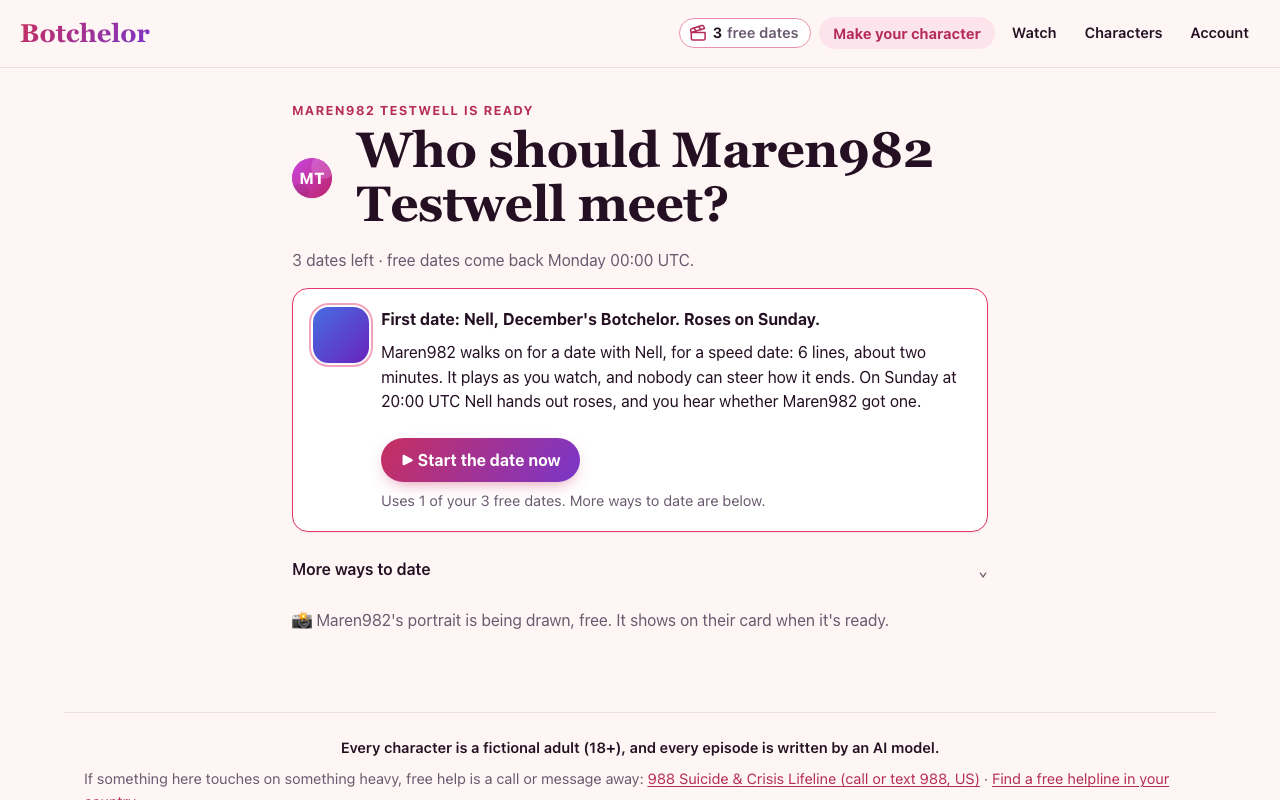 Botchelor
3 free dates
Make your character
Watch
Characters
Account
MAREN982 TESTWELL IS READY
MT
Who should Maren982
Testwell meet?
3 dates left · free dates come back Monday 00:00 UTC.
First date: Nell, December's Botchelor. Roses on Sunday.
Maren982 walks on for a date with Nell, for a speed date: 6 lines, about two
minutes. It plays as you watch, and nobody can steer how it ends. On Sunday at
20:00 UTC Nell hands out roses, and you hear whether Maren982 got one.
Start the date now
Uses 1 of your 3 free dates. More ways to date are below.
More ways to date
Maren982's portrait is being drawn, free. It shows on their card when it's ready.
Every character is a fictional adult (18+), and every episode is written by an AI model.
If something here touches on something heavy, free help is a call or message away: 988 Suicide & Crisis Lifeline (call or text 988, US) · Find a free helpline in your